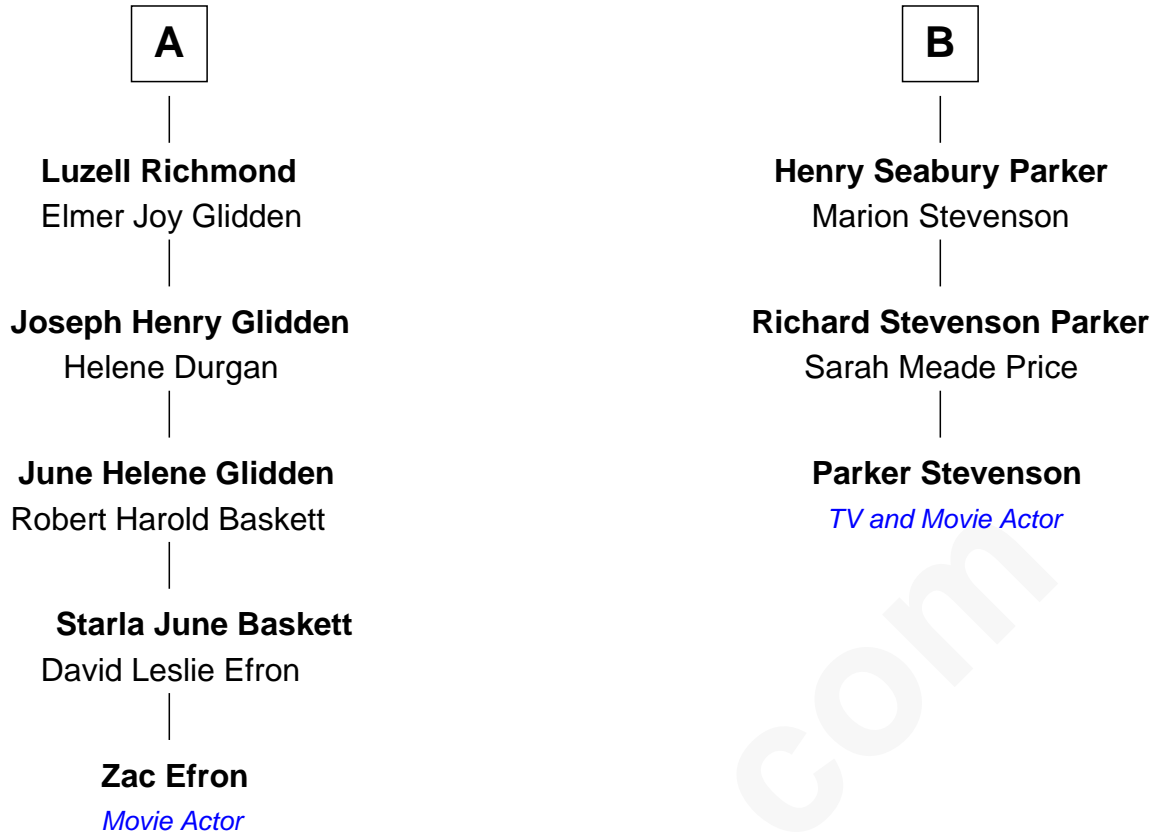 A
Luzell Richmond
Elmer Joy Glidden
Joseph Henry Glidden
Helene Durgan
June Helene Glidden
Robert Harold Baskett
Starla June Baskett
David Leslie Efron
Zac Efron
Movie Actor
B
Henry Seabury Parker
Marion Stevenson
Richard Stevenson Parker
Sarah Meade Price
Parker Stevenson
TV and Movie Actor
com